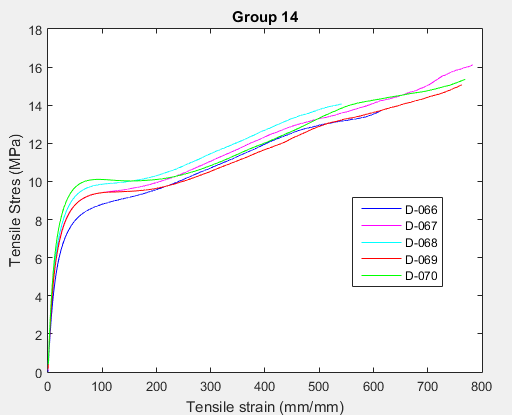 Group 14
18
16
14
12
10
8
6
4
2
0
Tensile Stres (MPa)
D-066
D-067
D-068
D-069
D-070
0 100 200 300 400 500 600 700 800
Tensile strain (mm/mm)